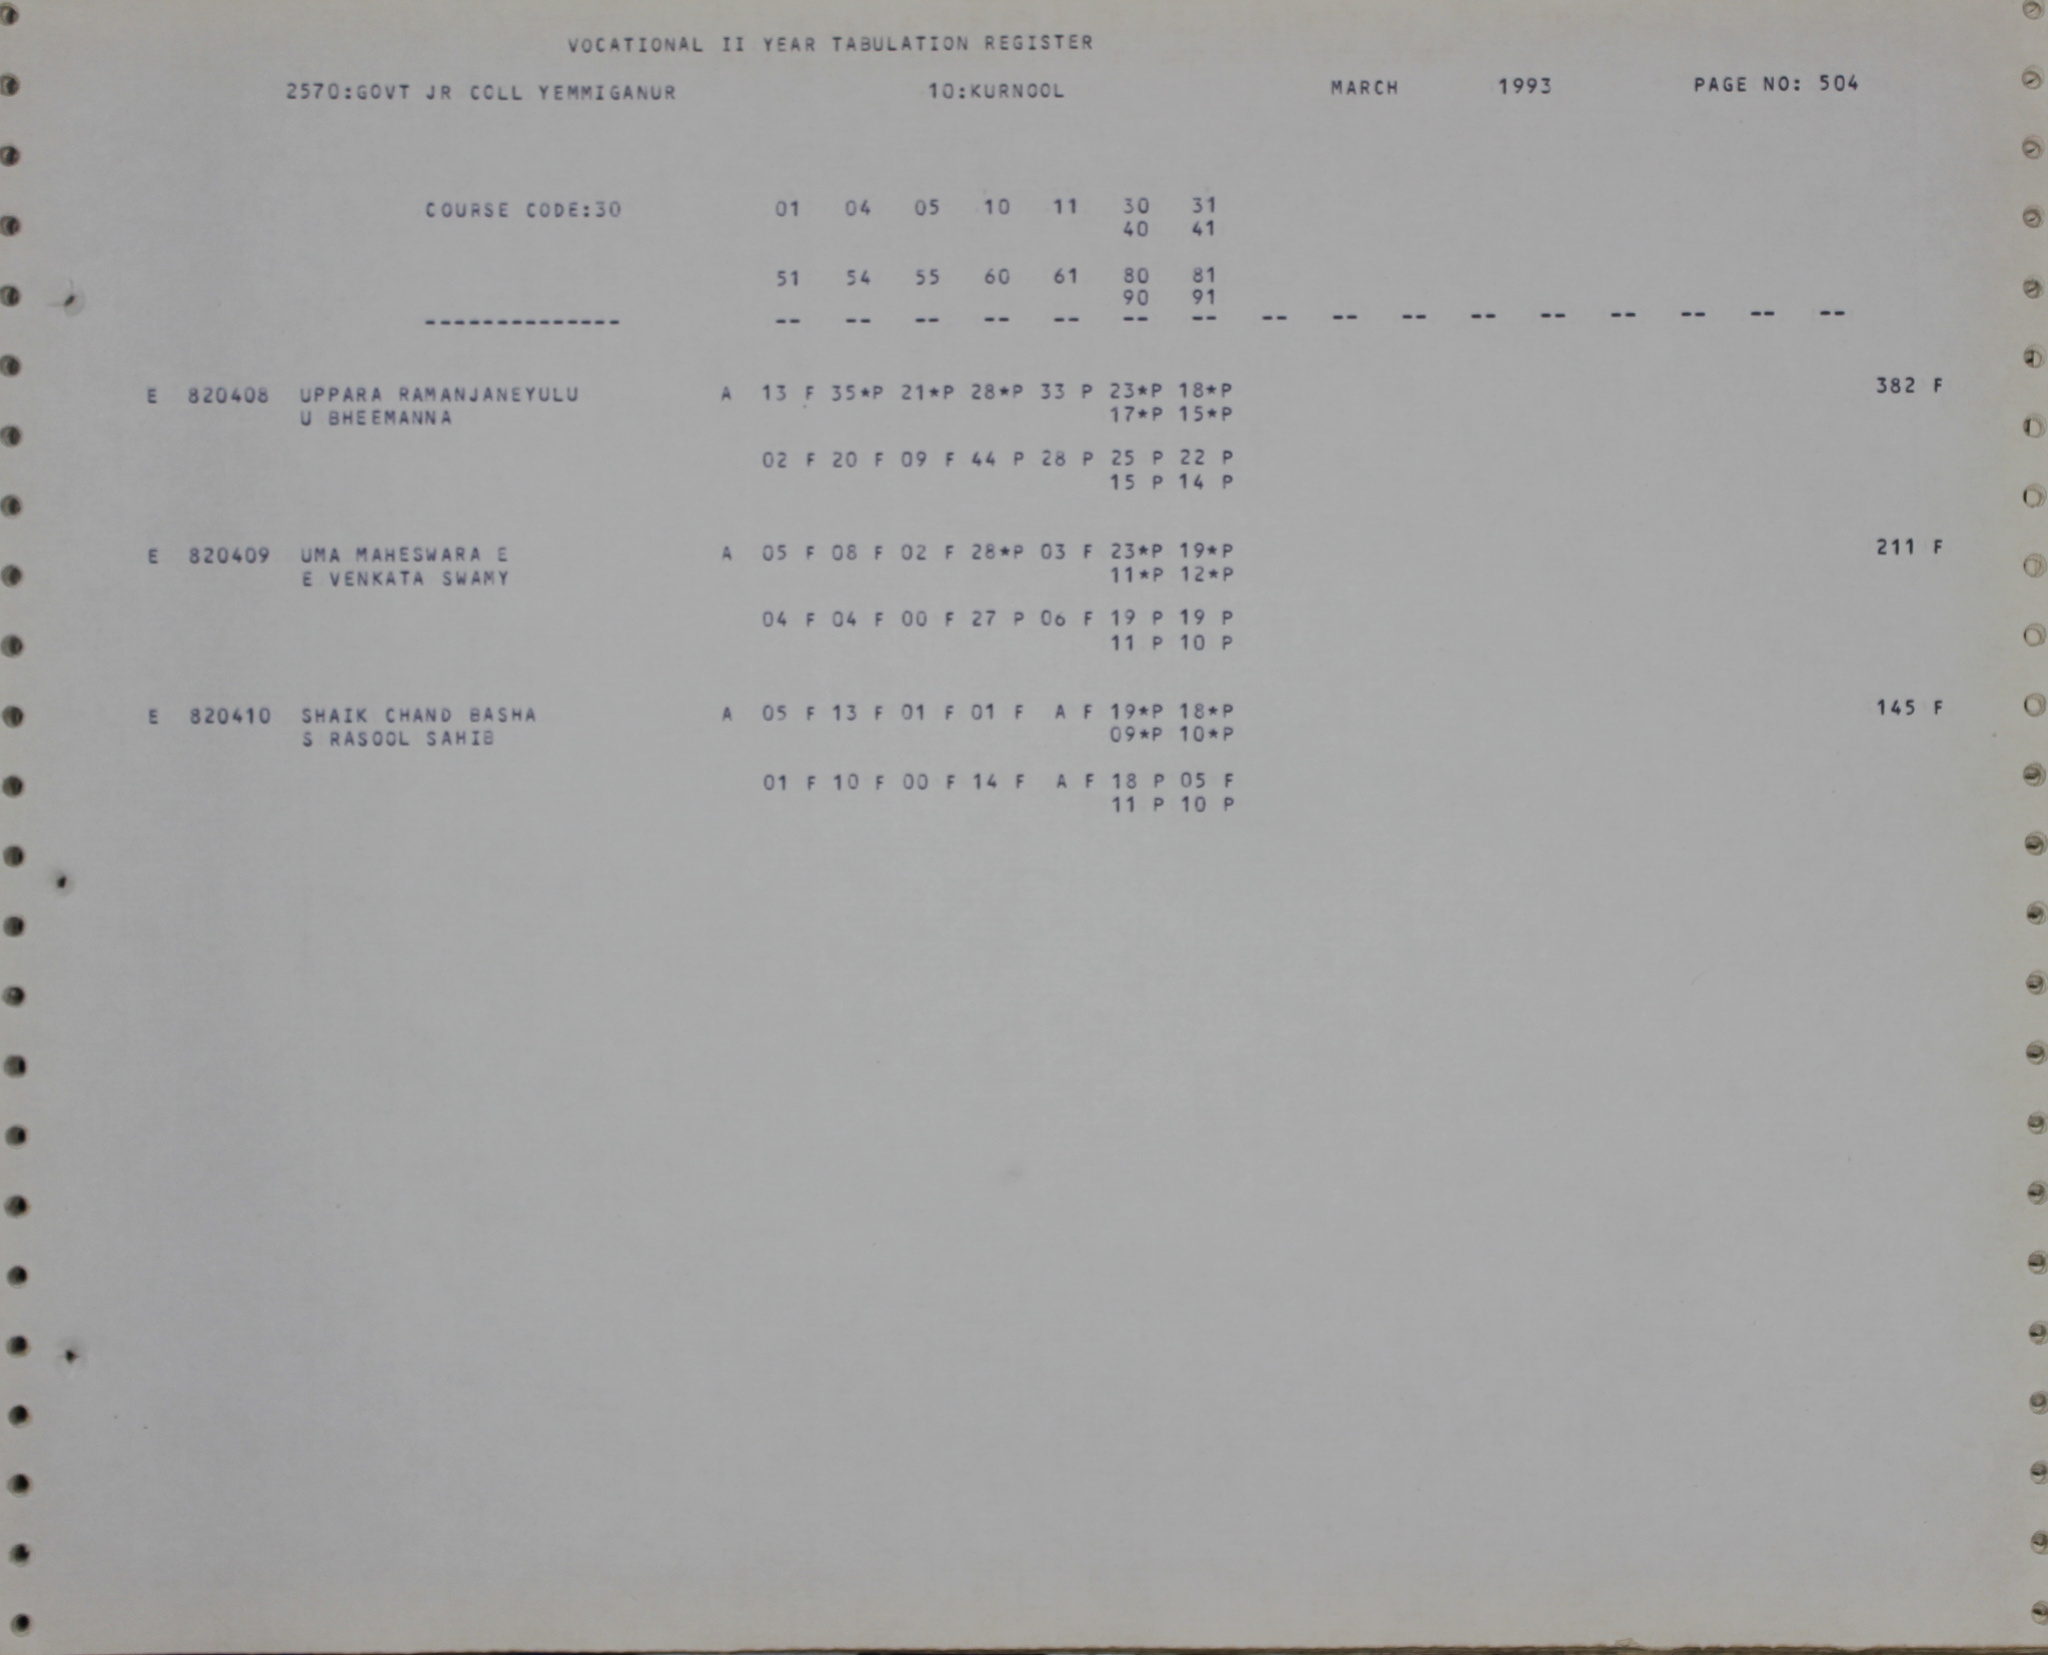 VOCATIONAL II YEAR TABULATION REGISTER
2570:GOVT JR COLL YEMMIGANUR 10:KURNOOL MARCH 1993 PAGE NO: 504
COURSE CODE:30 01 04 05 10 11 30 31
40 41
51 54 55 60 61 80 81
90 91
-------------- -- -- -- -- -- -- -- -- -- -- -- -- -- -- -- --
E 820408 UPPARA RAMANJANEYULU A 13 F 35*P 21*P 28*P 33 P 23*P 18*P 382 F
U BHEEMANNA 17*P 15*P
02 F 20 F 09 F 44 P 28 P 25 P 22 P
15 P 14 P
E 820409 UMA MAHESWARA E A 05 F 08 F 02 F 28*P 03 F 23*P 19*P 211 F
E VENKATA SWAMY 11*P 12*P
04 F 04 F 00 F 27 P 06 F 19 P 19 P
11 P 10 P
E 820410 SHAIK CHAND BASHA A 05 F 13 F 01 F 01 F A F 19*P 18*P 145 F
S RASOOL SAHIB 09*P 10*P
01 F 10 F 00 F 14 F A F 18 P 05 F
11 P 10 P